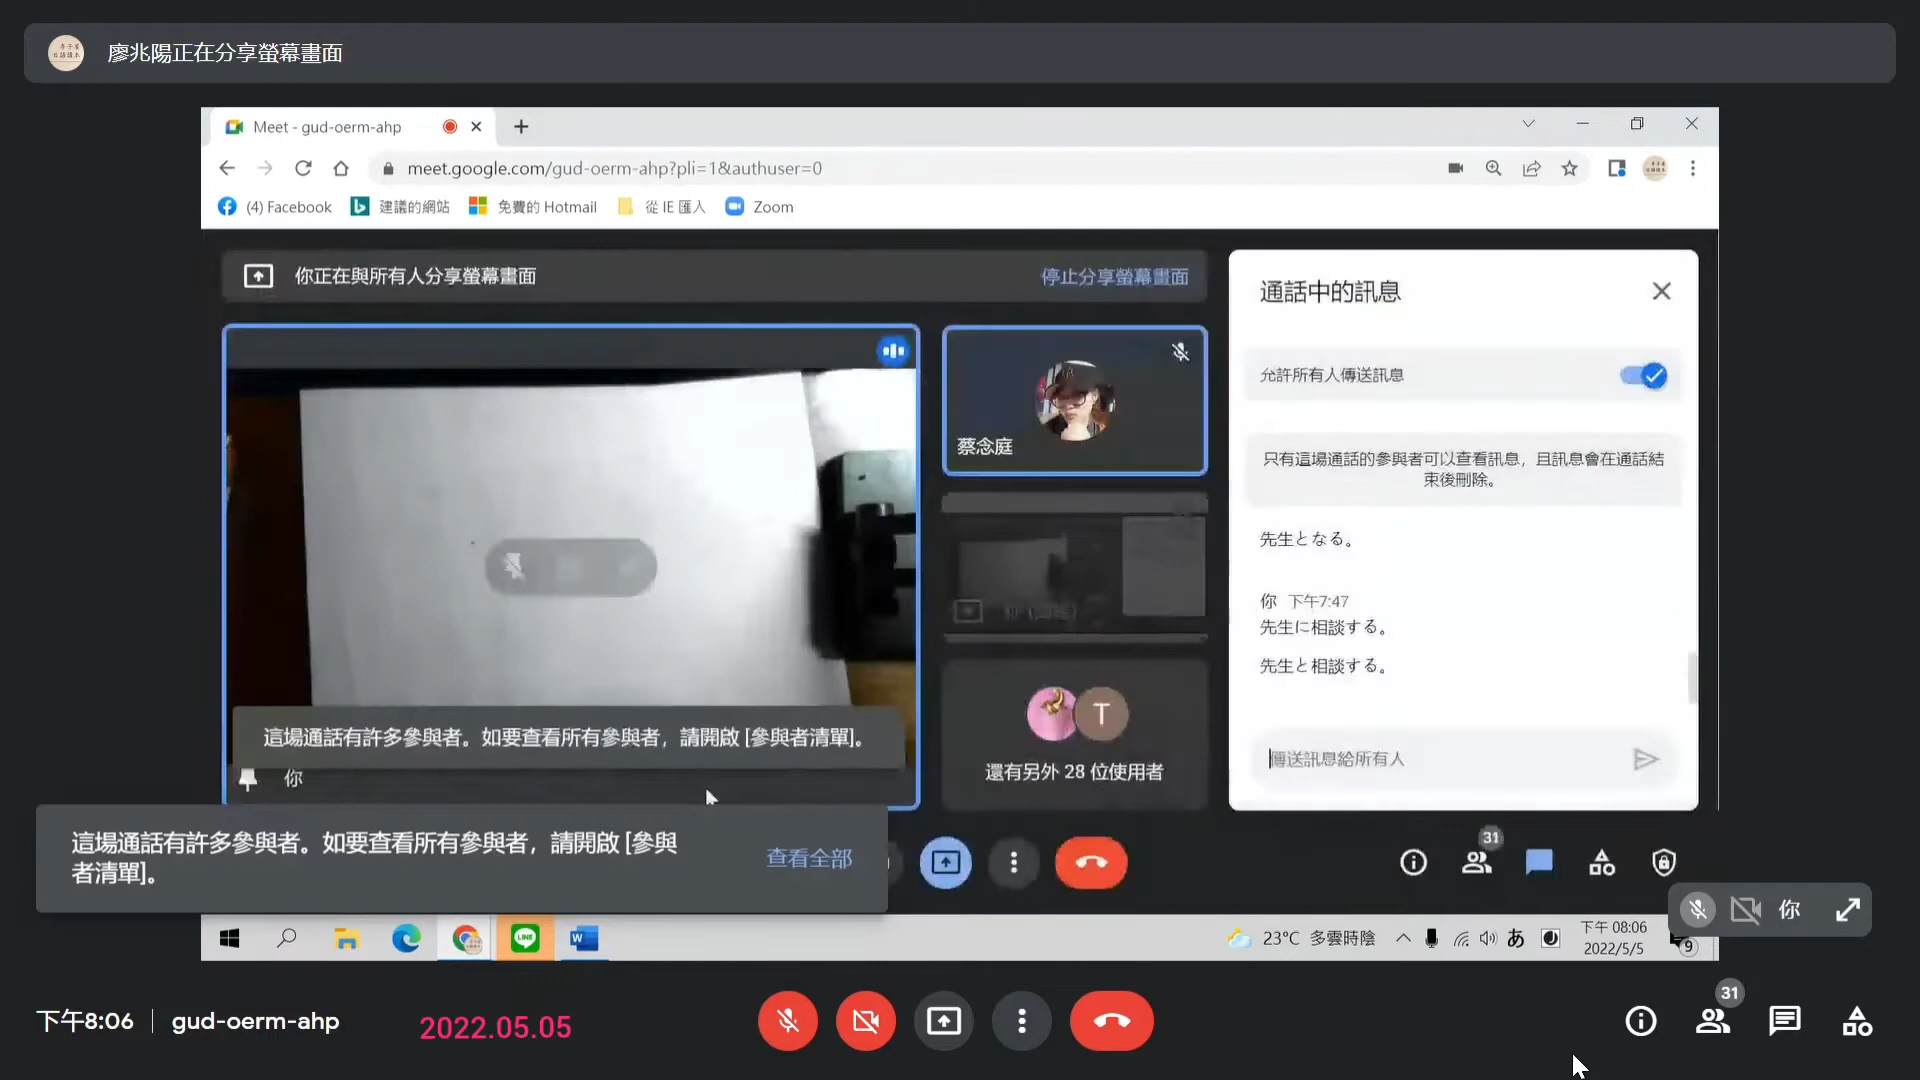 廖兆陽正在分享螢幕畫面
Meet - gud-oerm-ahp
meet.google.com/gud-oerm-ahp?pli=1&authuser=0
(4) Facebook
建議的網站
免費的 Hotmail
從 IE 匯入
Zoom
你正在與所有人分享螢幕畫面
停止分享螢幕畫面
蔡念庭
T
還有另外 28 位使用者
這場通話有許多參與者。如要查看所有參與者，請開啟 [參與者清單]。
你
通話中的訊息
允許所有人傳送訊息
只有這場通話的參與者可以查看訊息，且訊息會在通話結
束後刪除。
先生となる。
你 下午7:47
先生に相談する。
先生と相談する。
傳送訊息給所有人
這場通話有許多參與者。如要查看所有參與者，請開啟 [參與
者清單]。
查看全部
31
你
LINE
W
23°C 多雲時陰
あ
下午 08:06
2022/5/5
9
下午8:06
gud-oerm-ahp
2022.05.05
31